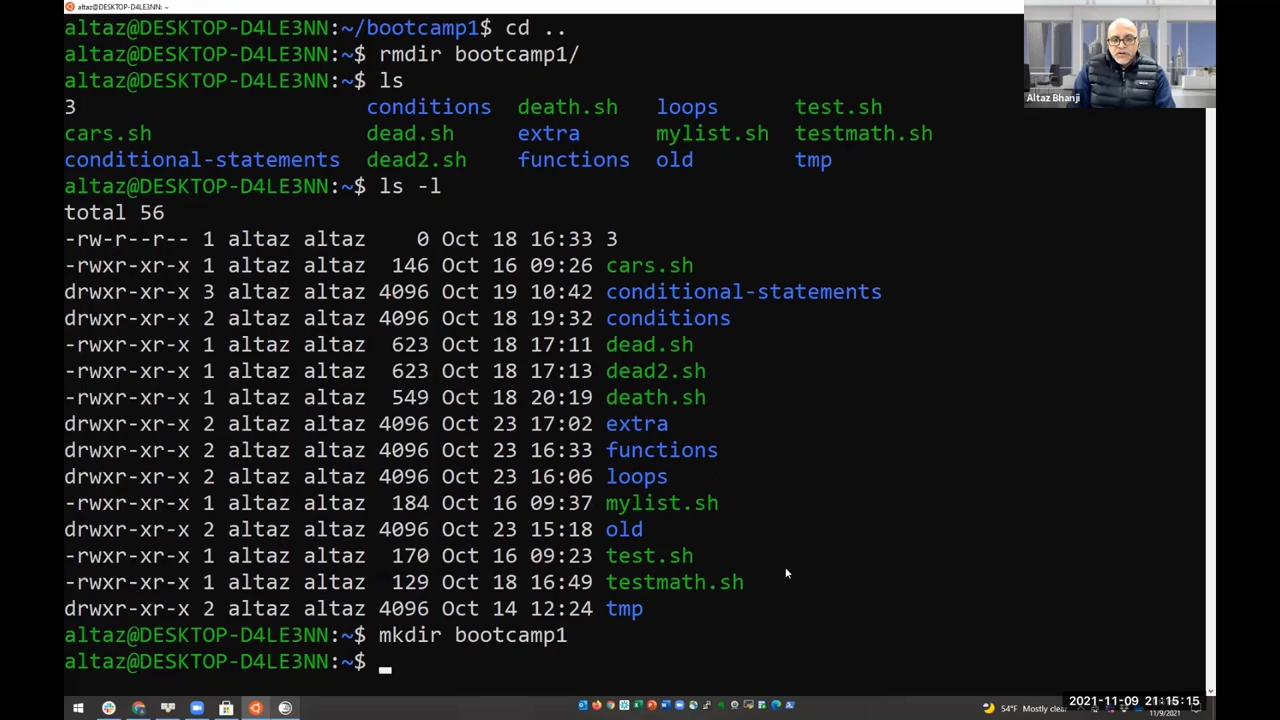 altaz@DESKTOP-D4LE3NN: ~
altaz@DESKTOP-D4LE3NN:~/bootcamp1$ cd ..
altaz@DESKTOP-D4LE3NN:~$ rmdir bootcamp1/
altaz@DESKTOP-D4LE3NN:~$ ls
3 conditions death.sh loops test.sh
cars.sh dead.sh extra mylist.sh testmath.sh
conditional-statements dead2.sh functions old tmp
altaz@DESKTOP-D4LE3NN:~$ ls -l
total 56
-rw-r--r-- 1 altaz altaz 0 Oct 18 16:33 3
-rwxr-xr-x 1 altaz altaz 146 Oct 16 09:26 cars.sh
drwxr-xr-x 3 altaz altaz 4096 Oct 19 10:42 conditional-statements
drwxr-xr-x 2 altaz altaz 4096 Oct 18 19:32 conditions
-rwxr-xr-x 1 altaz altaz 623 Oct 18 17:11 dead.sh
-rwxr-xr-x 1 altaz altaz 623 Oct 18 17:13 dead2.sh
-rwxr-xr-x 1 altaz altaz 549 Oct 18 20:19 death.sh
drwxr-xr-x 2 altaz altaz 4096 Oct 23 17:02 extra
drwxr-xr-x 2 altaz altaz 4096 Oct 23 16:33 functions
drwxr-xr-x 2 altaz altaz 4096 Oct 23 16:06 loops
-rwxr-xr-x 1 altaz altaz 184 Oct 16 09:37 mylist.sh
drwxr-xr-x 2 altaz altaz 4096 Oct 23 15:18 old
-rwxr-xr-x 1 altaz altaz 170 Oct 16 09:23 test.sh
-rwxr-xr-x 1 altaz altaz 129 Oct 18 16:49 testmath.sh
drwxr-xr-x 2 altaz altaz 4096 Oct 14 12:24 tmp
altaz@DESKTOP-D4LE3NN:~$ mkdir bootcamp1
altaz@DESKTOP-D4LE3NN:~$
Altaz Bhanji
54°F Mostly clear
2021-11-09 21:15:15
11/9/2021